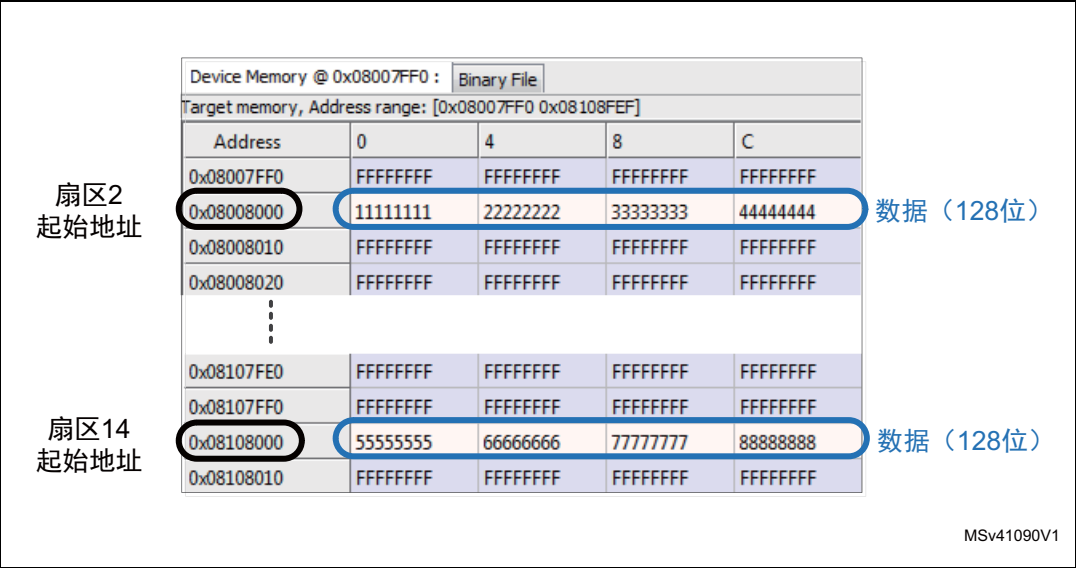 Device Memory @ 0x08007FF0 : Binary File
Target memory, Address range: [0x08007FF0 0x08108FEF]
Address 0 4 8 C
0x08007FF0 FFFFFFFF FFFFFFFF FFFFFFFF FFFFFFFF
扇区2
起始地址
0x08008000 11111111 22222222 33333333 44444444 数据（128位）
0x08008010 FFFFFFFF FFFFFFFF FFFFFFFF FFFFFFFF
0x08008020 FFFFFFFF FFFFFFFF FFFFFFFF FFFFFFFF
0x08107FE0 FFFFFFFF FFFFFFFF FFFFFFFF FFFFFFFF
0x08107FF0 FFFFFFFF FFFFFFFF FFFFFFFF FFFFFFFF
扇区14
起始地址
0x08108000 55555555 66666666 77777777 88888888 数据（128位）
0x08108010 FFFFFFFF FFFFFFFF FFFFFFFF FFFFFFFF
MSv41090V1